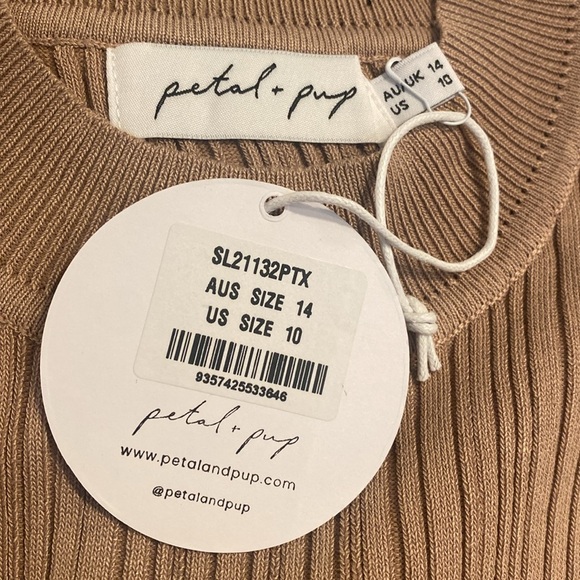 petal + pup
AU/UK 14
US 10
SL21132PTX
AUS SIZE 14
US SIZE 10
9357425533646
petal + pup
www.petalandpup.com
@petalandpup